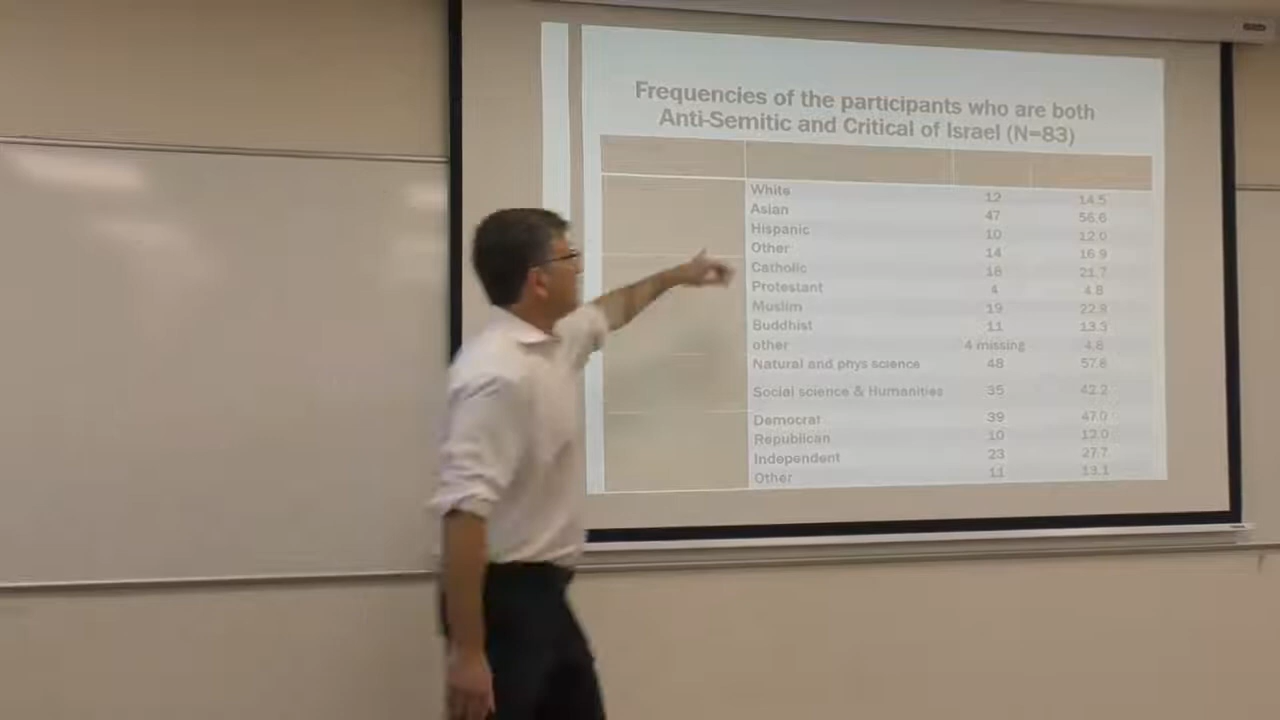 Frequencies of the participants who are both
Anti-Semitic and Critical of Israel (N=83)
White 12 14.5
Asian 47 56.6
Hispanic 10 12.0
Other 14 16.9
Catholic 18 21.7
Protestant 4 4.8
Muslim 19 22.9
Buddhist 11 13.3
other 4 missing 4.8
Natural and phys science 48 57.8
Social science & Humanities 35 42.2
Democrat 39 47.0
Republican 10 12.0
Independent 23 27.7
Other 11 13.1